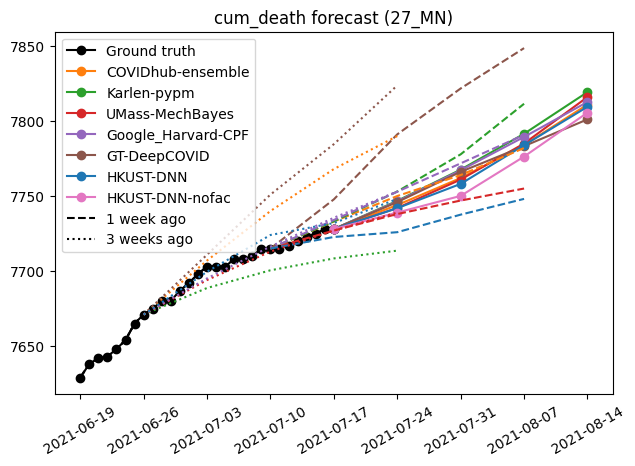 cum_death forecast (27_MN)
7850
7800
7750
7700
7650
Ground truth
COVIDhub-ensemble
Karlen-pypm
UMass-MechBayes
Google_Harvard-CPF
GT-DeepCOVID
HKUST-DNN
HKUST-DNN-nofac
1 week ago
3 weeks ago
2021-06-19
2021-06-26
2021-07-03
2021-07-10
2021-07-17
2021-07-24
2021-07-31
2021-08-07
2021-08-14